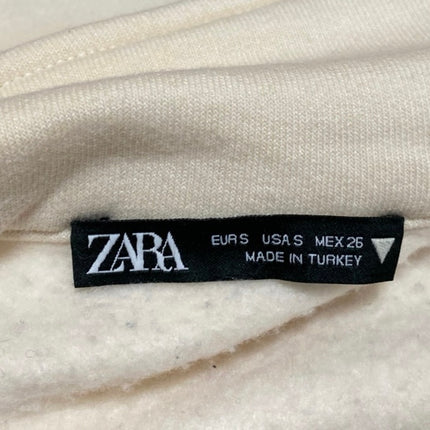 ZARA
EUR S USA S MEX 26
MADE IN TURKEY